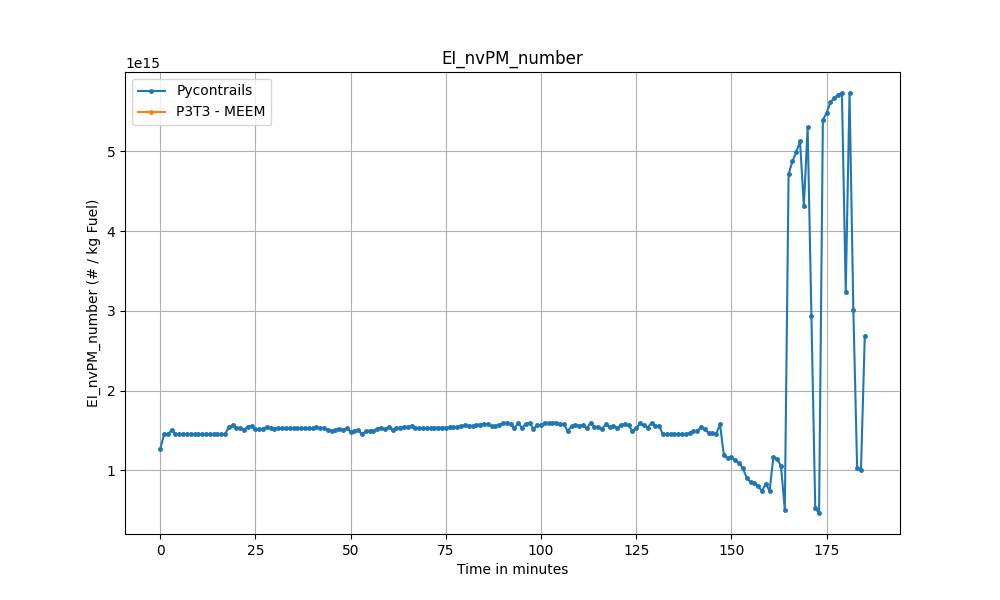 EI_nvPM_number
1e15
Pycontrails
P3T3 - MEEM
EI_nvPM_number (# / kg Fuel)
5
4
3
2
1
0 25 50 75 100 125 150 175
Time in minutes